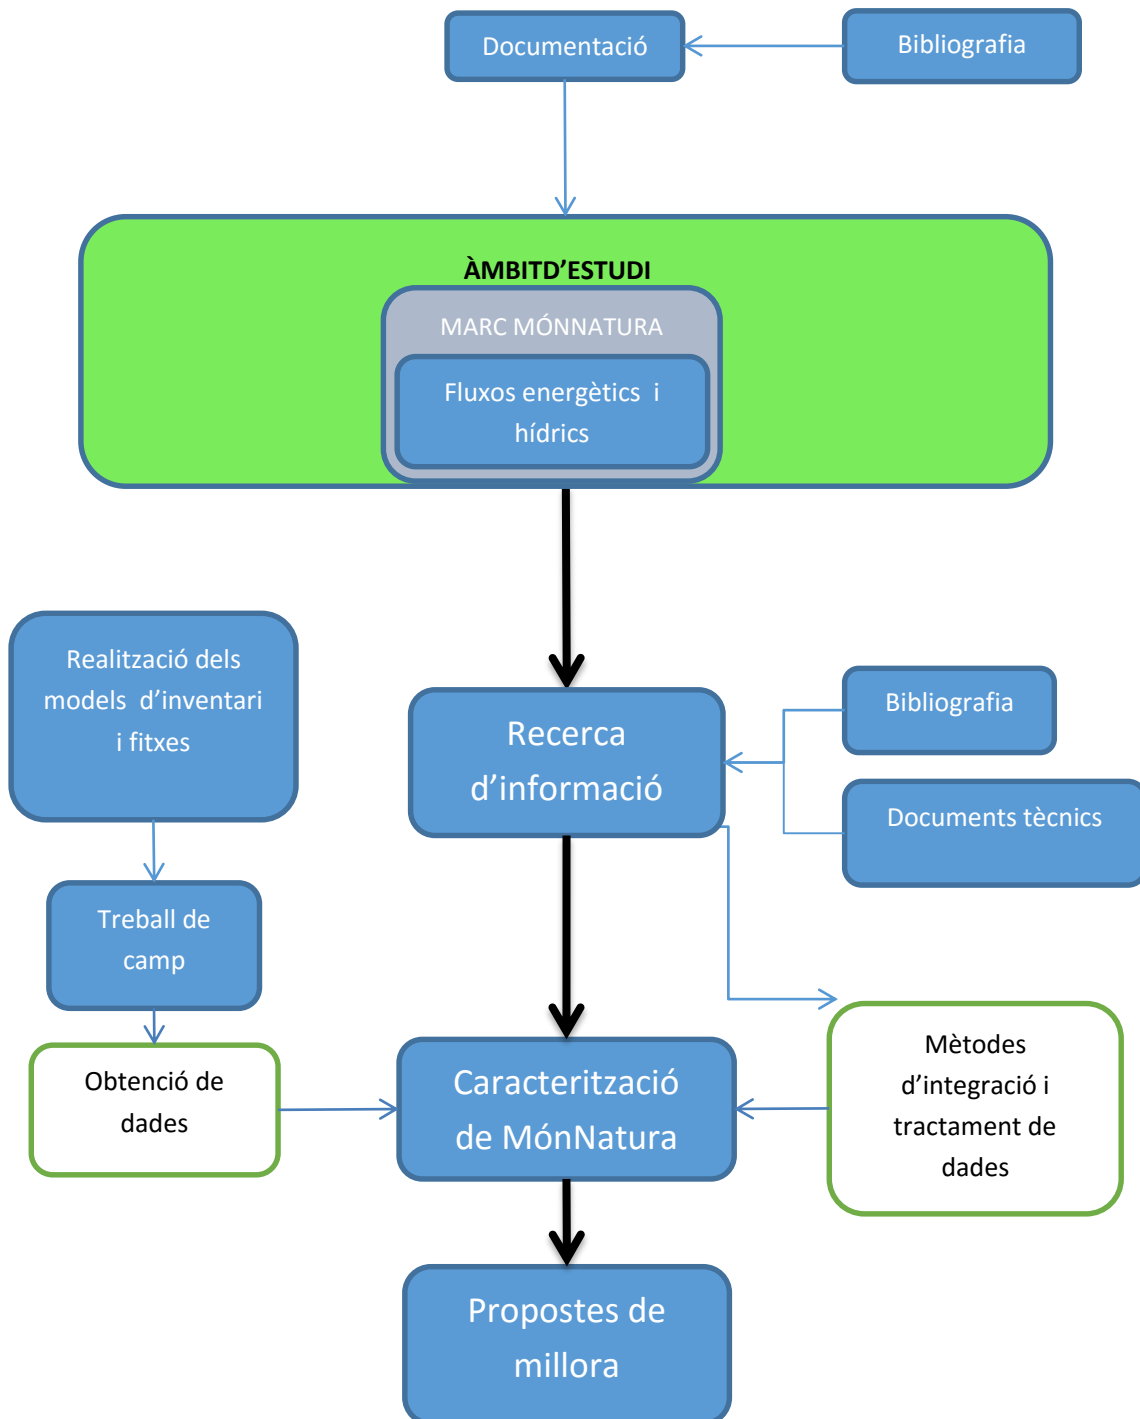 Documentació
Bibliografia
ÀMBITD’ESTUDI
MARC MÓNNATURA
Fluxos energètics i
hídrics
Realització dels
models d’inventari
i fitxes
Recerca
d’informació
Bibliografia
Documents tècnics
Treball de
camp
Obtenció de
dades
Caracterització
de MónNatura
Mètodes
d’integració i
tractament de
dades
Propostes de
millora